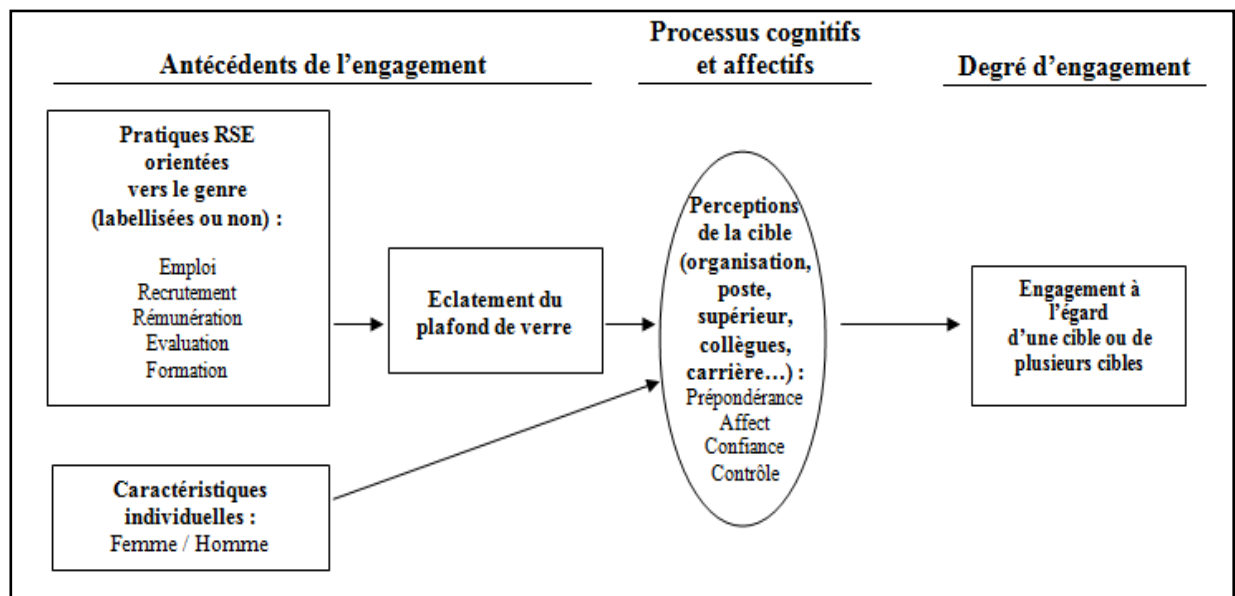 Antécédents de l'engagement
Processus cognitifs
et affectifs
Degré d'engagement
Pratiques RSE
orientées
vers le genre
(labellisées ou non) :
Emploi
Recrutement
Rémunération
Evaluation
Formation
Eclatement du
plafond de verre
Perceptions
de la cible
(organisation,
poste,
supérieur,
collègues,
carrière…) :
Prépondérance
Affect
Confiance
Contrôle
Engagement à
l'égard
d'une cible ou de
plusieurs cibles
Caractéristiques
individuelles :
Femme / Homme